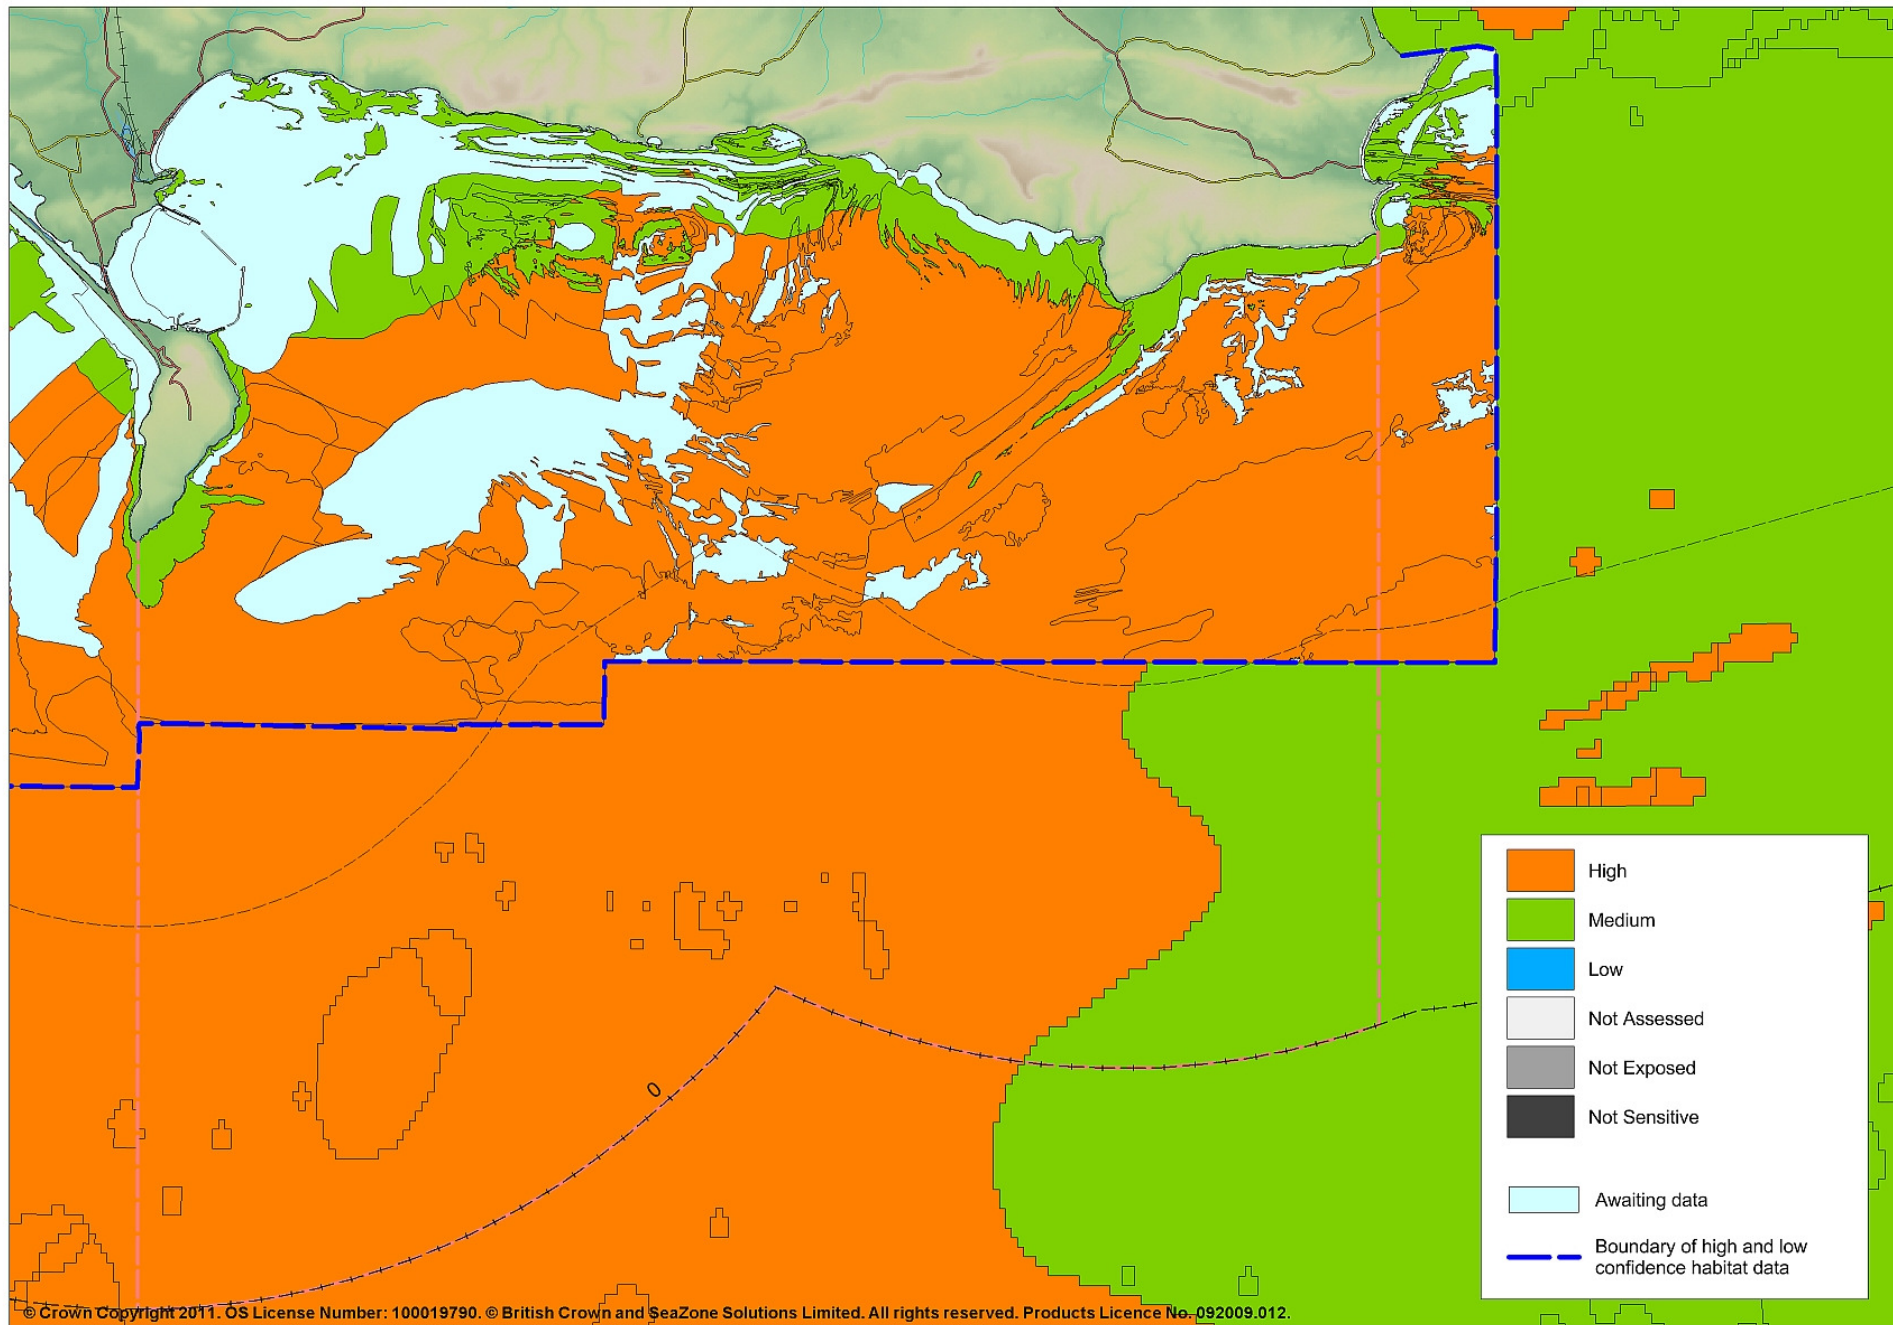 High
Medium
Low
Not Assessed
Not Exposed
Not Sensitive
Awaiting data
Boundary of high and low
confidence habitat data
0
© Crown Copyright 2011. OS License Number: 100019790. © British Crown and SeaZone Solutions Limited. All rights reserved. Products Licence No. 092009.012.